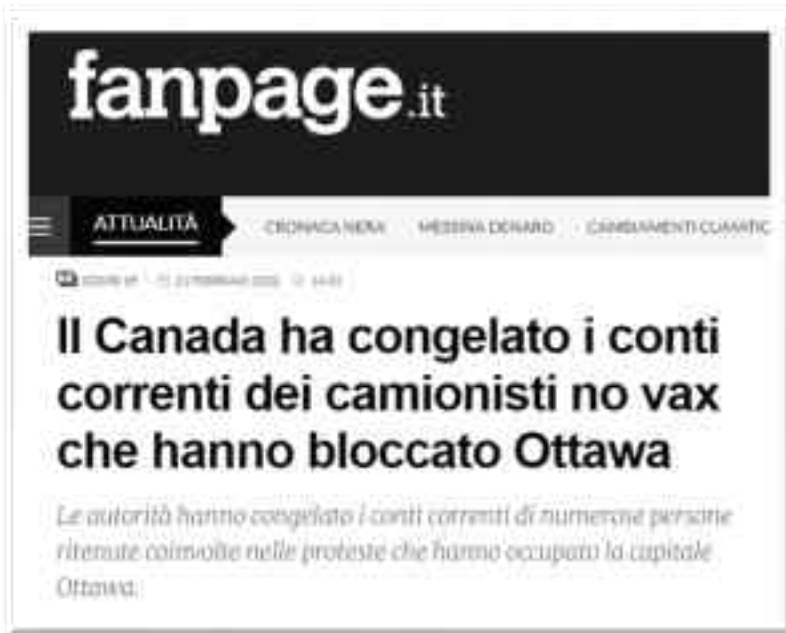 fanpage.it
ATTUALITÀ CRONACA NERA MESSINA DENARO CAMBIAMENTI CLIMATIC
Il Canada ha congelato i conti
correnti dei camionisti no vax
che hanno bloccato Ottawa
Le autorità hanno congelato i conti correnti di numerose persone
ritenute coinvolte nelle proteste che hanno occupato la capitale
Ottawa.